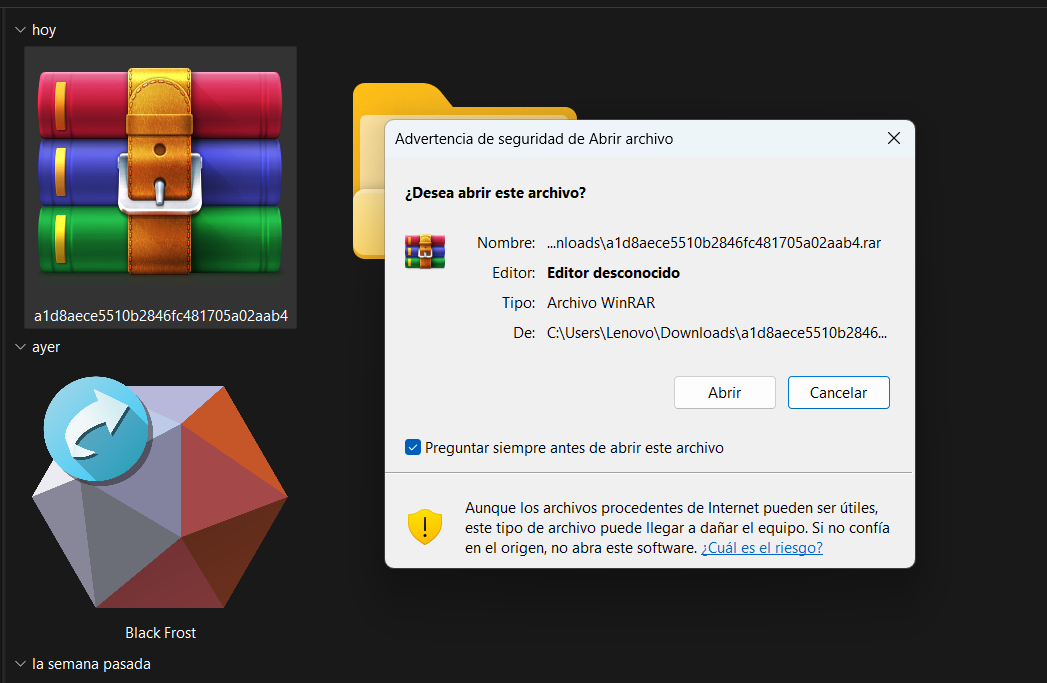 hoy
a1d8aece5510b2846fc481705a02aab4
ayer
Black Frost
la semana pasada
Advertencia de seguridad de Abrir archivo
¿Desea abrir este archivo?
Nombre: ...nloads\a1d8aece5510b2846fc481705a02aab4.rar
Editor: Editor desconocido
Tipo: Archivo WinRAR
De: C:\Users\Lenovo\Downloads\a1d8aece5510b2846...
Abrir
Cancelar
Preguntar siempre antes de abrir este archivo
Aunque los archivos procedentes de Internet pueden ser útiles,
este tipo de archivo puede llegar a dañar el equipo. Si no confía
en el origen, no abra este software. ¿Cuál es el riesgo?